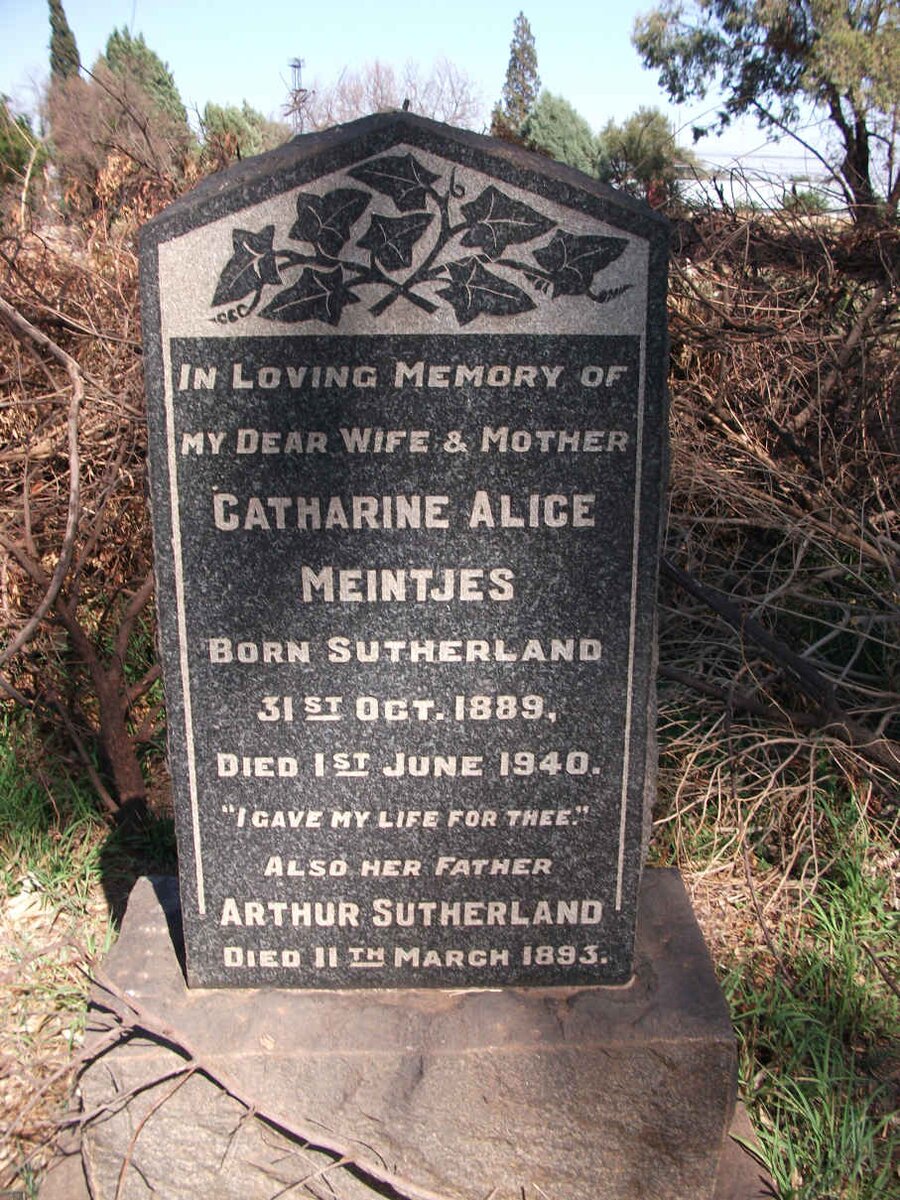 In Loving Memory of
my Dear Wife & Mother
Catharine Alice
Meintjes
Born Sutherland
31st Oct. 1889,
Died 1st June 1940.
"I gave my life for thee."
Also her Father
Arthur Sutherland
Died 11th March 1893.